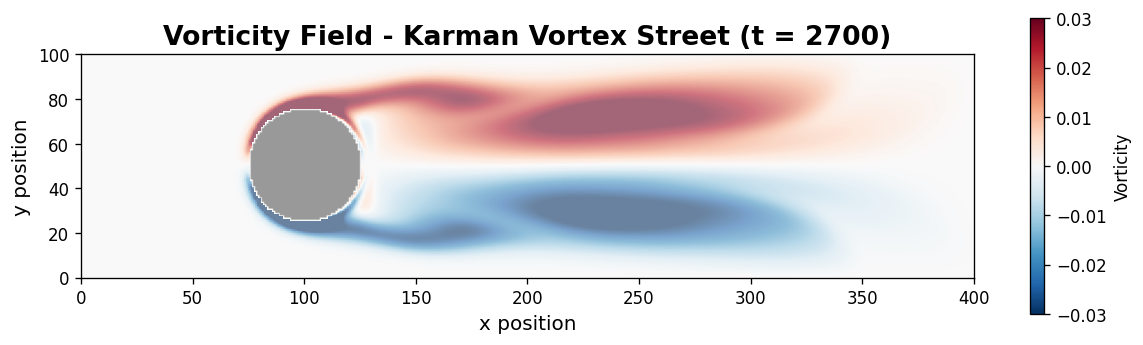 Vorticity Field - Karman Vortex Street (t = 2700)
100
80
60
40
20
0
y position
0 50 100 150 200 250 300 350 400
x position
0.03
0.02
0.01
0.00
−0.01
−0.02
−0.03
Vorticity